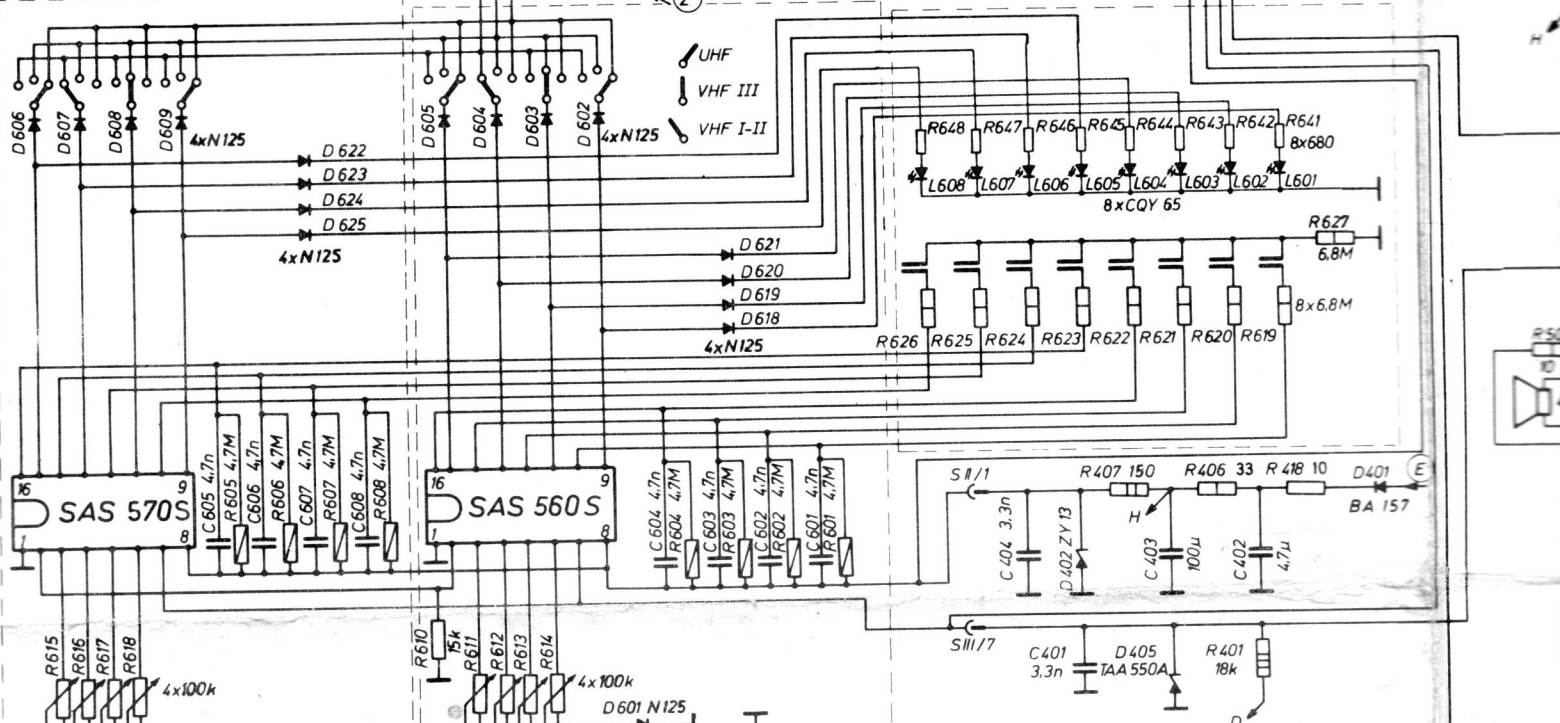 2
UHF
VHF III
VHF I-II
H
D606
D607
D608
D609
4xN125
D605
D604
D603
D602
4xN125
D622
D623
D624
D625
4xN125
D621
D620
D619
D618
4xN125
R648
R647
R646
R645
R644
R643
R642
R641
8x680
L608
L607
L606
L605
L604
L603
L602
L601
8xCQY 65
R627
6,8M
8x6,8M
R626
R625
R624
R623
R622
R621
R620
R619
R50
10
16
9
SAS 570S
1
8
C605 4,7n
R605 4,7M
C606 4,7n
R606 4,7M
C607 4,7n
R607 4,7M
C608 4,7n
R608 4,7M
16
9
SAS 560S
1
8
C604 4,7n
R604 4,7M
C603 4,7n
R603 4,7M
C602 4,7n
R602 4,7M
C601 4,7n
R601 4,7M
SII/1
R407 150
R406 33
R418 10
D401
BA 157
E
H
C404 3,3n
D402 ZY13
C403
100µ
C402
4,7µ
R615
R616
R617
R618
4x100k
R610
15k
R611
R612
R613
R614
4x100k
D601 N125
SIII/7
C401
3,3n
D405
TAA 550A
R401
18k